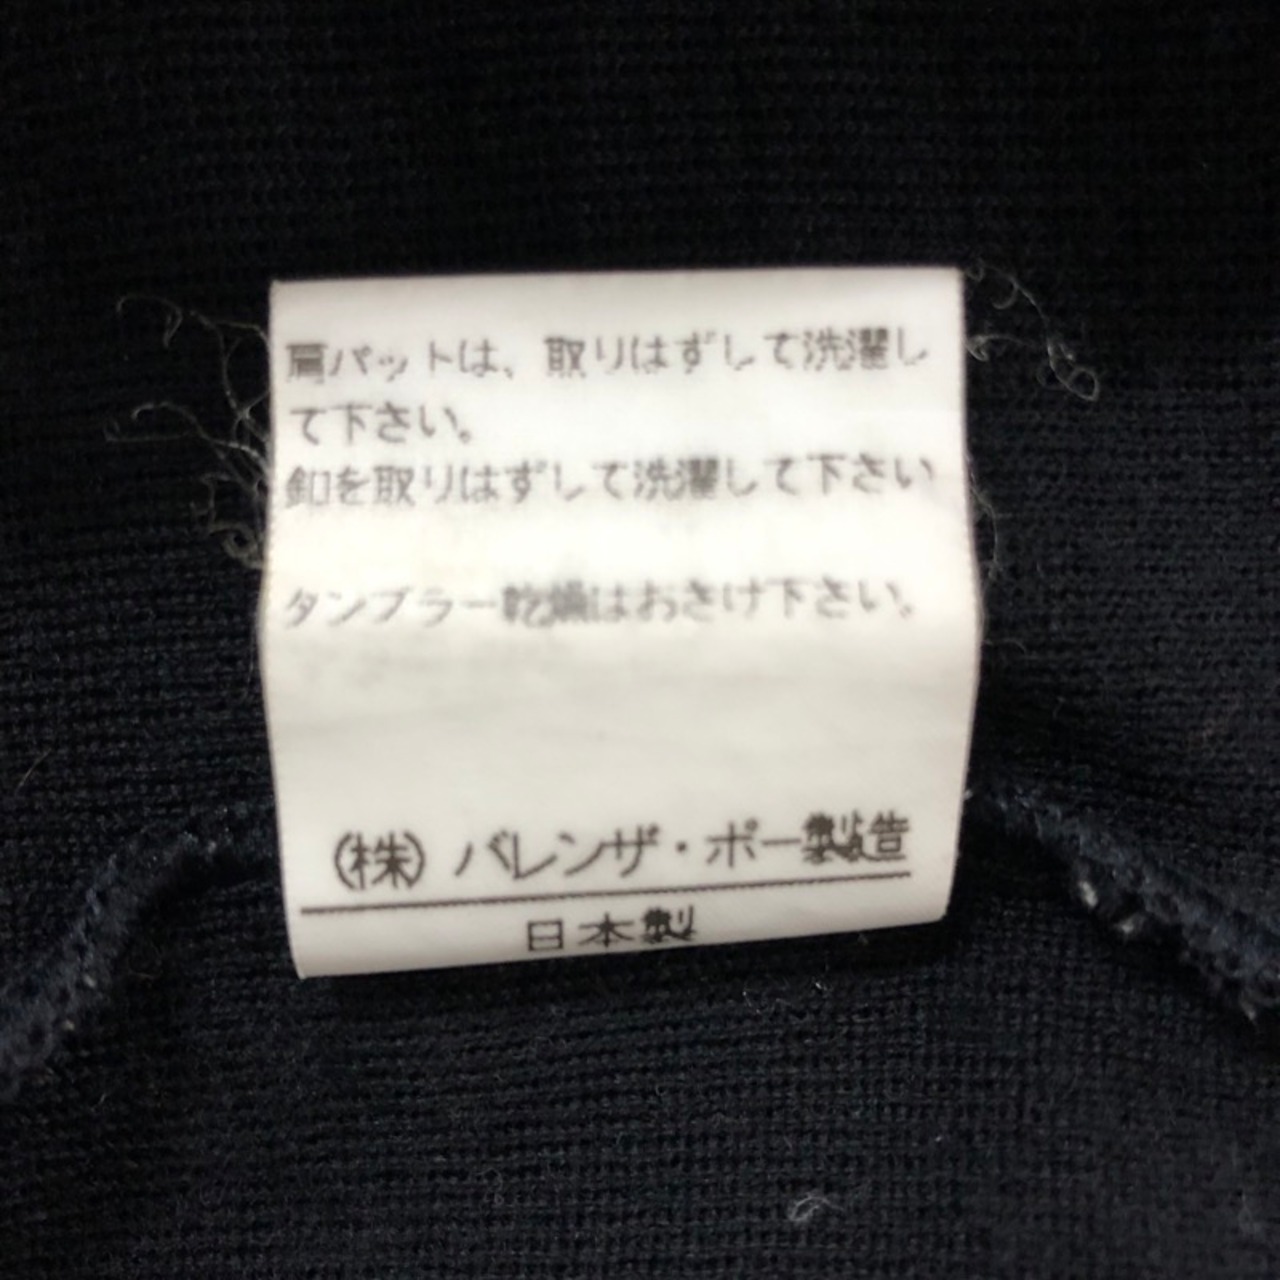 肩パットは、取りはずして洗濯し
て下さい。
釦を取りはずして洗濯して下さい
タンブラー乾燥はおさけ下さい。
(株) バレンザ・ポー製造
日本製